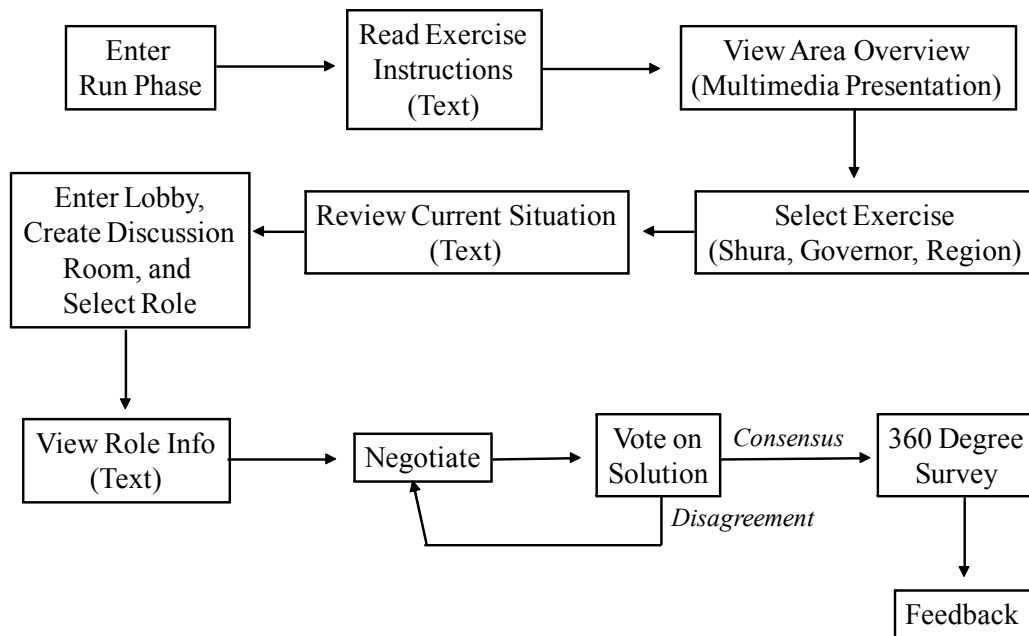 Enter
Run Phase
Read Exercise
Instructions
(Text)
View Area Overview
(Multimedia Presentation)
Enter Lobby,
Create Discussion
Room, and
Select Role
Review Current Situation
(Text)
Select Exercise
(Shura, Governor, Region)
View Role Info
(Text)
Negotiate
Vote on
Solution
Consensus
Disagreement
360 Degree
Survey
Feedback